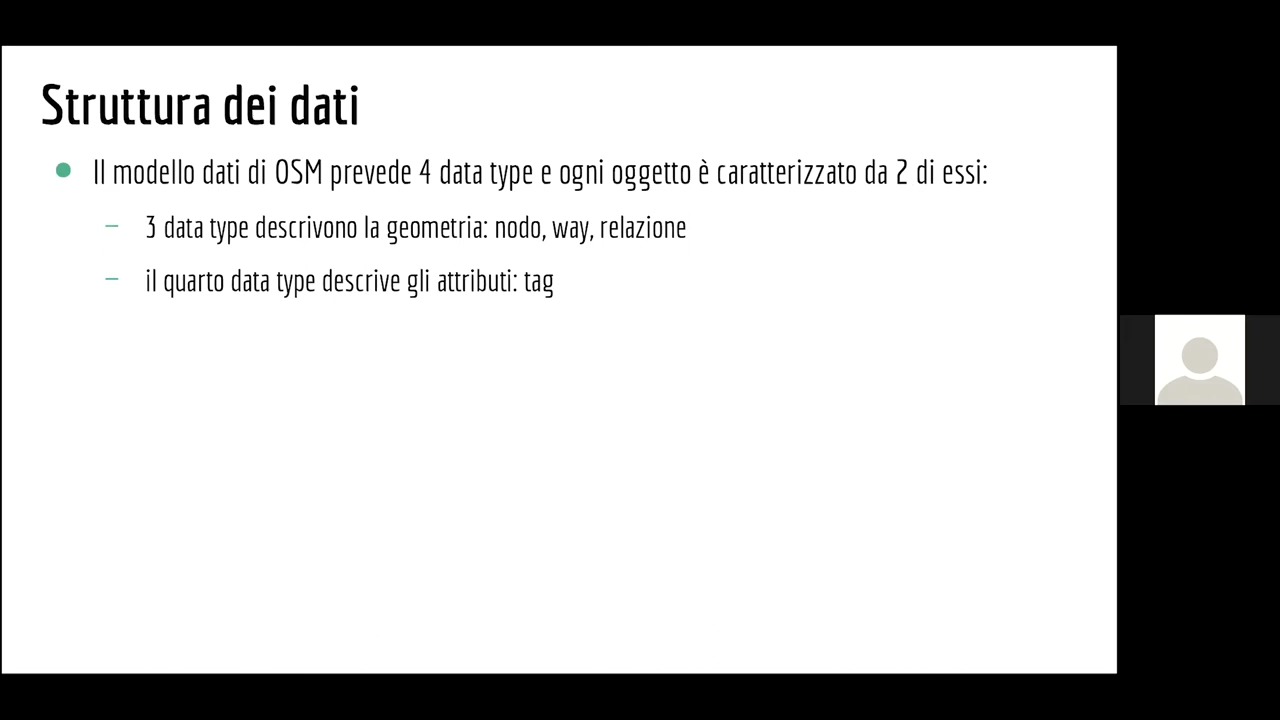 Struttura dei dati
Il modello dati di OSM prevede 4 data type e ogni oggetto è caratterizzato da 2 di essi:
– 3 data type descrivono la geometria: nodo, way, relazione
– il quarto data type descrive gli attributi: tag